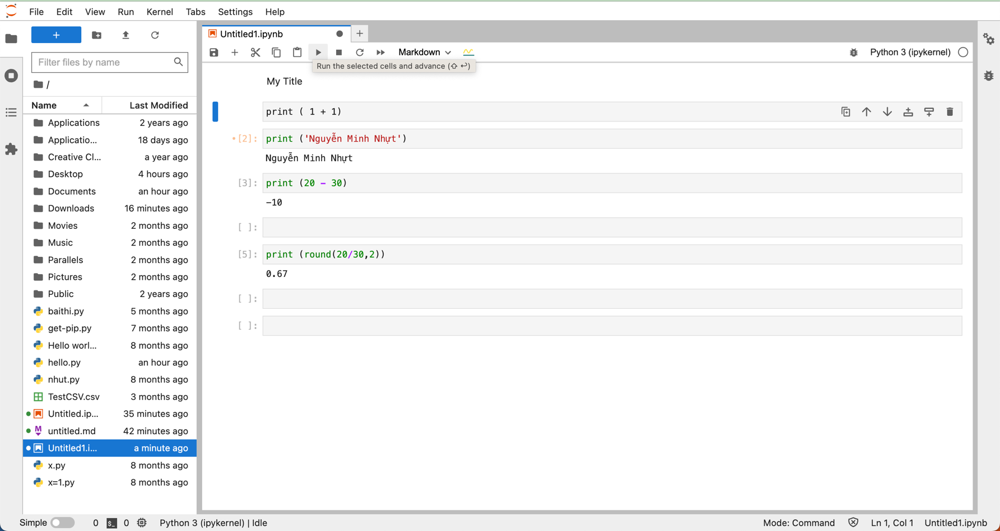 File Edit View Run Kernel Tabs Settings Help
+
Filter files by name
/
Name Last Modified
Applications 2 years ago
Applicatio... 18 days ago
Creative Cl... a year ago
Desktop 4 hours ago
Documents an hour ago
Downloads 16 minutes ago
Movies 2 months ago
Music 2 months ago
Parallels 2 months ago
Pictures 2 months ago
Public 2 years ago
baithi.py 5 months ago
get-pip.py 7 months ago
Hello worl... 8 months ago
hello.py an hour ago
nhut.py 8 months ago
TestCSV.csv 3 months ago
Untitled.ip... 35 minutes ago
M untitled.md 42 minutes ago
Untitled1.i... a minute ago
x.py 8 months ago
x=1.py 8 months ago
Untitled1.ipynb
Markdown Python 3 (ipykernel)
Run the selected cells and advance (⇧ ⏎)
My Title
print ( 1 + 1)
•[2]: print ('Nguyễn Minh Nhựt')
Nguyễn Minh Nhựt
[3]: print (20 - 30)
-10
[ ]:
[5]: print (round(20/30,2))
0.67
[ ]:
[ ]:
Simple 0 $_ 0 Python 3 (ipykernel) | Idle Mode: Command Ln 1, Col 1 Untitled1.ipynb